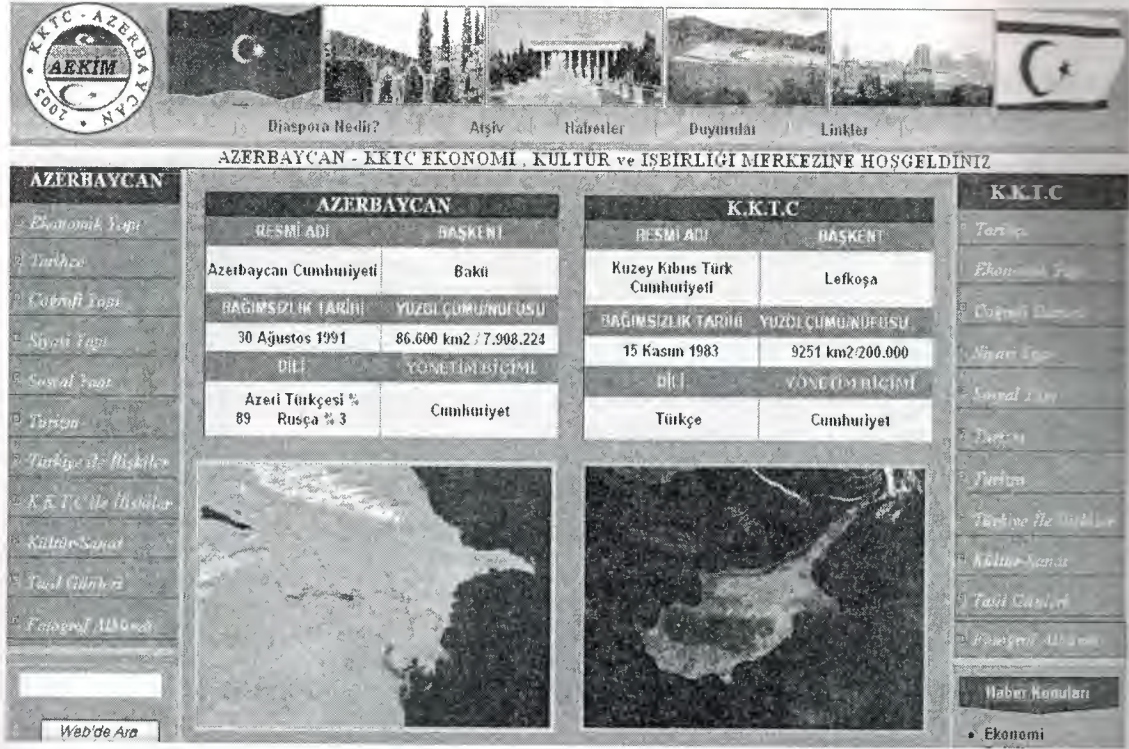 KKTC - AZERBAYCAN
AEKİM
2005
Diaspora Nedir?
Arşiv
Haberler
Duyurular
Linkler
AZERBAYCAN - KKTC EKONOMİ , KÜLTÜR ve İŞBİRLİĞİ MERKEZİNE HOŞGELDİNİZ
AZERBAYCAN
Ekonomik Yapı
Tarihçe
Coğrafi Yapı
Siyasi Yapı
Sosyal Yapı
Turizm
Türkiye ile İlişkiler
K.K.T.C ile İlişkiler
Kültür-Sanat
Tatil Günleri
Fotoğraf Albümü
Web'de Ara
AZERBAYCAN
RESMİ ADI BAŞKENT
Azerbaycan Cumhuriyeti Bakü
BAĞIMSIZLIK TARİHİ YÜZÖLÇÜMÜ/NÜFUSU
30 Ağustos 1991 86.600 km2 / 7.908.224
DİLİ YÖNETİM BİÇİMİ
Azeri Türkçesi %
89 Rusça % 3
Cumhuriyet
K.K.T.C
RESMİ ADI BAŞKENT
Kuzey Kıbrıs Türk
Cumhuriyeti
Lefkoşa
BAĞIMSIZLIK TARİHİ YÜZÖLÇÜMÜ/NÜFUSU
15 Kasım 1983 9251 km2/200.000
DİLİ YÖNETİM BİÇİMİ
Türkçe Cumhuriyet
K.K.T.C
Ekonomik Yapı
Siyasi Yapı
Sosyal Yapı
Turizm
Türkiye İle İlişkiler
Kültür-Sanat
Tatil Günleri
Fotoğraf Albümü
Haber Konuları
Ekonomi